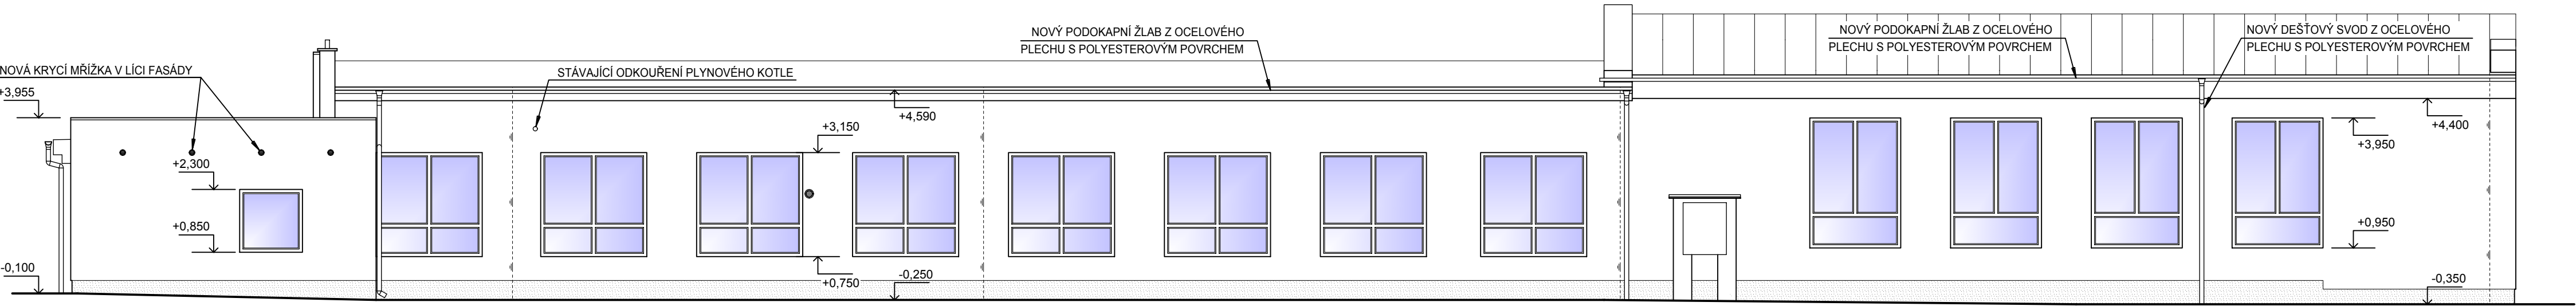 NOVÝ PODOKAPNÍ ŽLAB Z OCELOVÉHO
PLECHU S POLYESTEROVÝM POVRCHEM
NOVÝ PODOKAPNÍ ŽLAB Z OCELOVÉHO
PLECHU S POLYESTEROVÝM POVRCHEM
NOVÝ DEŠŤOVÝ SVOD Z OCELOVÉHO
PLECHU S POLYESTEROVÝM POVRCHEM
NOVÁ KRYCÍ MŘÍŽKA V LÍCI FASÁDY
STÁVAJÍCÍ ODKOUŘENÍ PLYNOVÉHO KOTLE
+3,955
+4,590
+3,150
+4,400
+3,950
+2,300
+0,850
+0,950
-0,100
-0,250
+0,750
-0,350